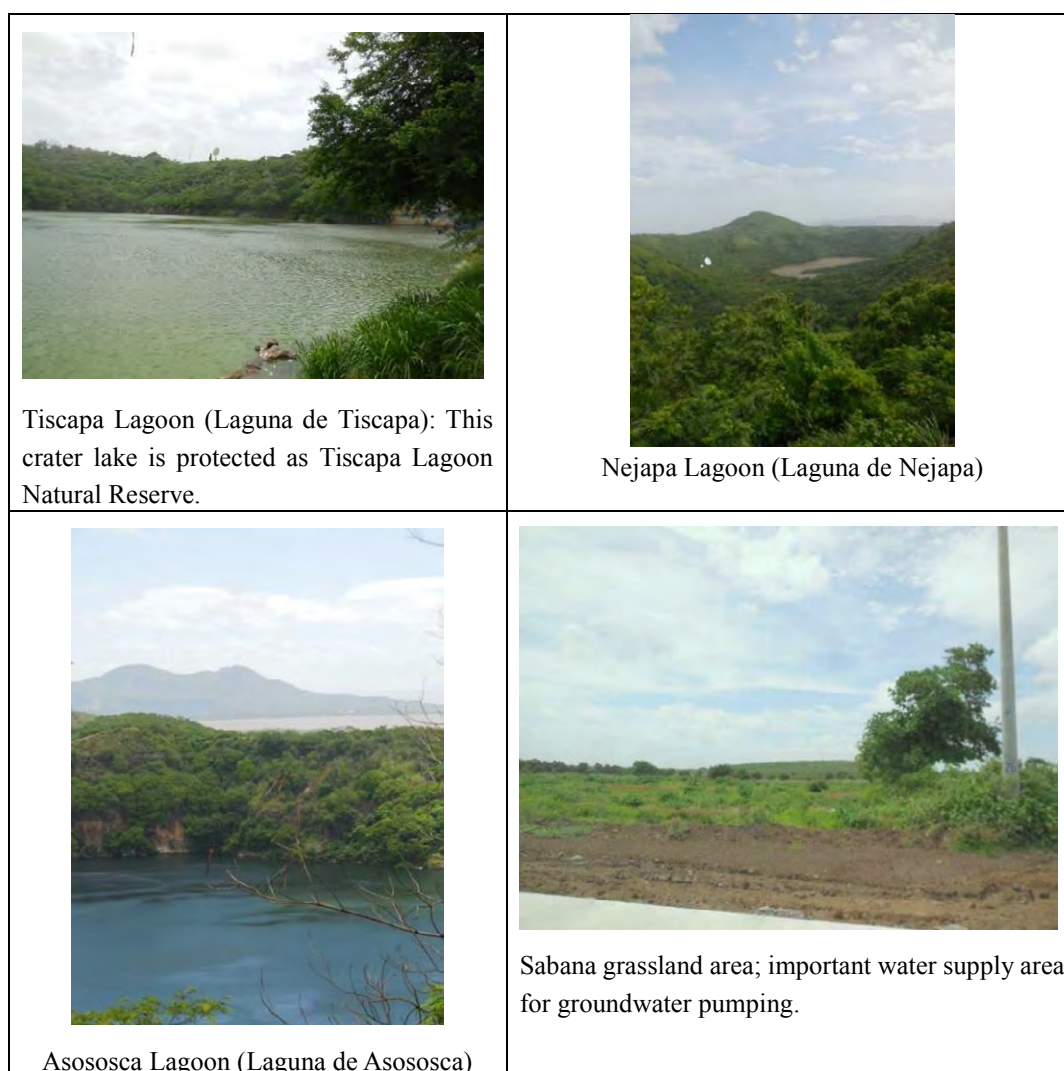 Tiscapa Lagoon (Laguna de Tiscapa): This
crater lake is protected as Tiscapa Lagoon
Natural Reserve.
Nejapa Lagoon (Laguna de Nejapa)
Asososca Lagoon (Laguna de Asososca)
Sabana grassland area; important water supply area
for groundwater pumping.